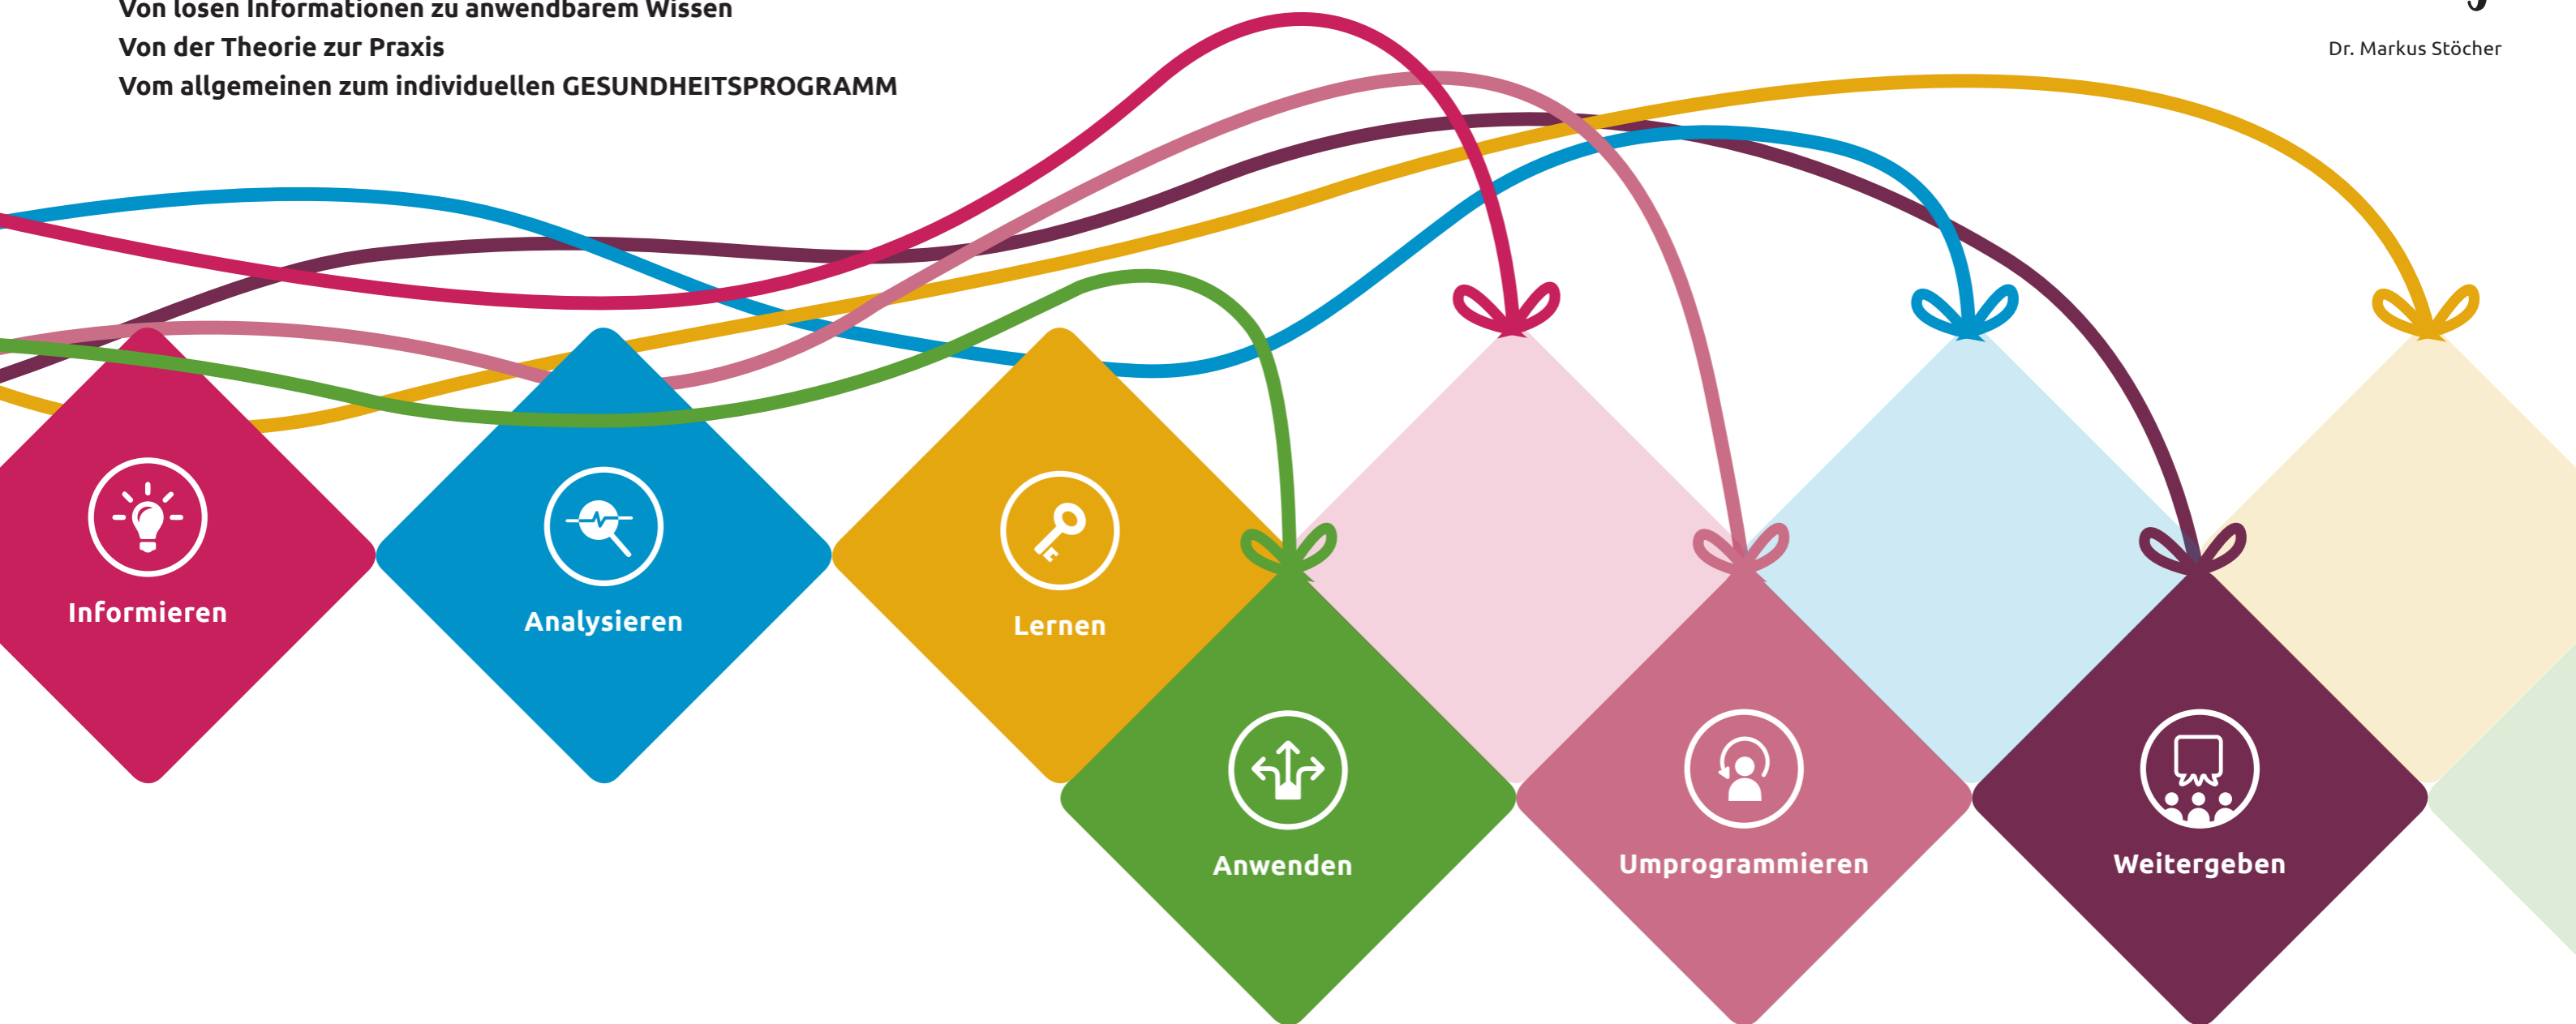 Von losen Informationen zu anwendbarem Wissen
Von der Theorie zur Praxis
Vom allgemeinen zum individuellen GESUNDHEITSPROGRAMM
Dr. Markus Stöcher
Informieren
Analysieren
Lernen
Anwenden
Umprogrammieren
Weitergeben